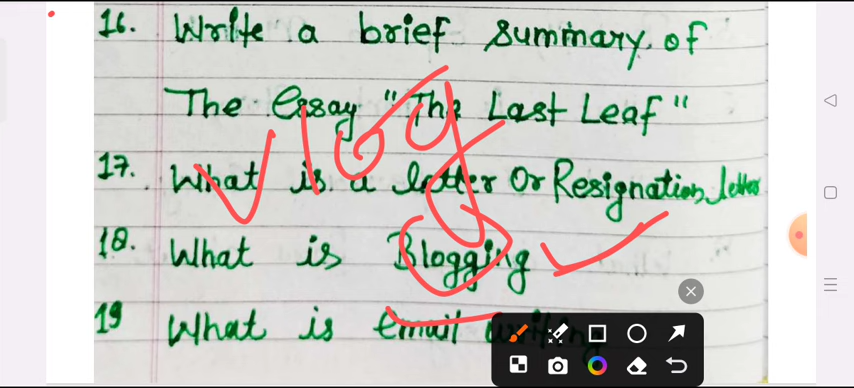 16. Write a brief summary of
The Essay "The Last Leaf"
17. What is a letter Or Resignation letter
18. What is Blogging
19 What is email writing